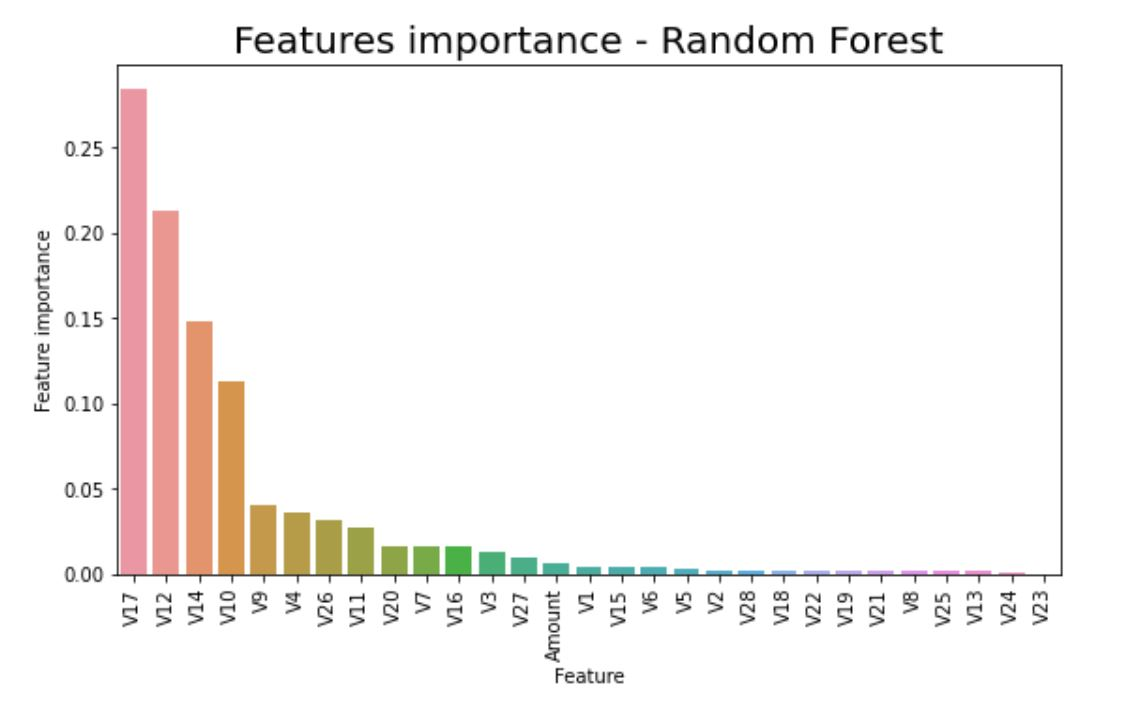 Features importance - Random Forest
Feature importance
0.25
0.20
0.15
0.10
0.05
0.00
V17
V12
V14
V10
V9
V4
V26
V11
V20
V7
V16
V3
V27
Amount
V1
V15
V6
V5
V2
V28
V18
V22
V19
V21
V8
V25
V13
V24
V23
Feature